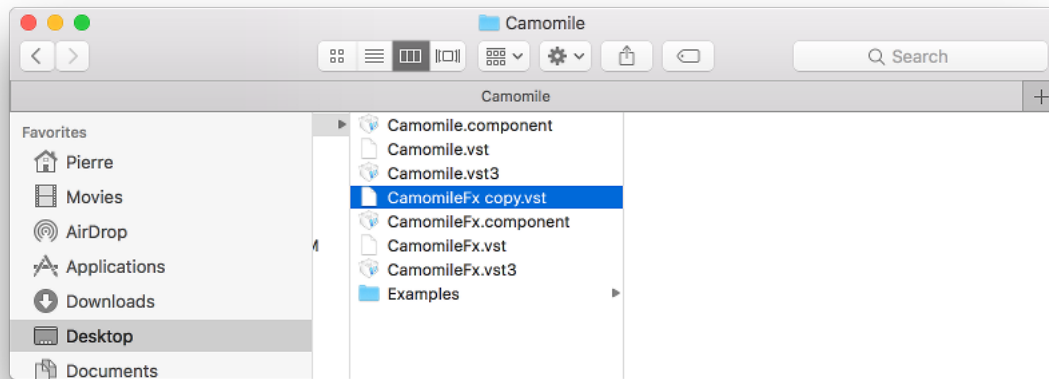 Camomile
Search
Camomile
Favorites
Pierre
Movies
AirDrop
Applications
Downloads
Desktop
Documents
Camomile.component
Camomile.vst
Camomile.vst3
CamomileFx copy.vst
CamomileFx.component
CamomileFx.vst
CamomileFx.vst3
Examples